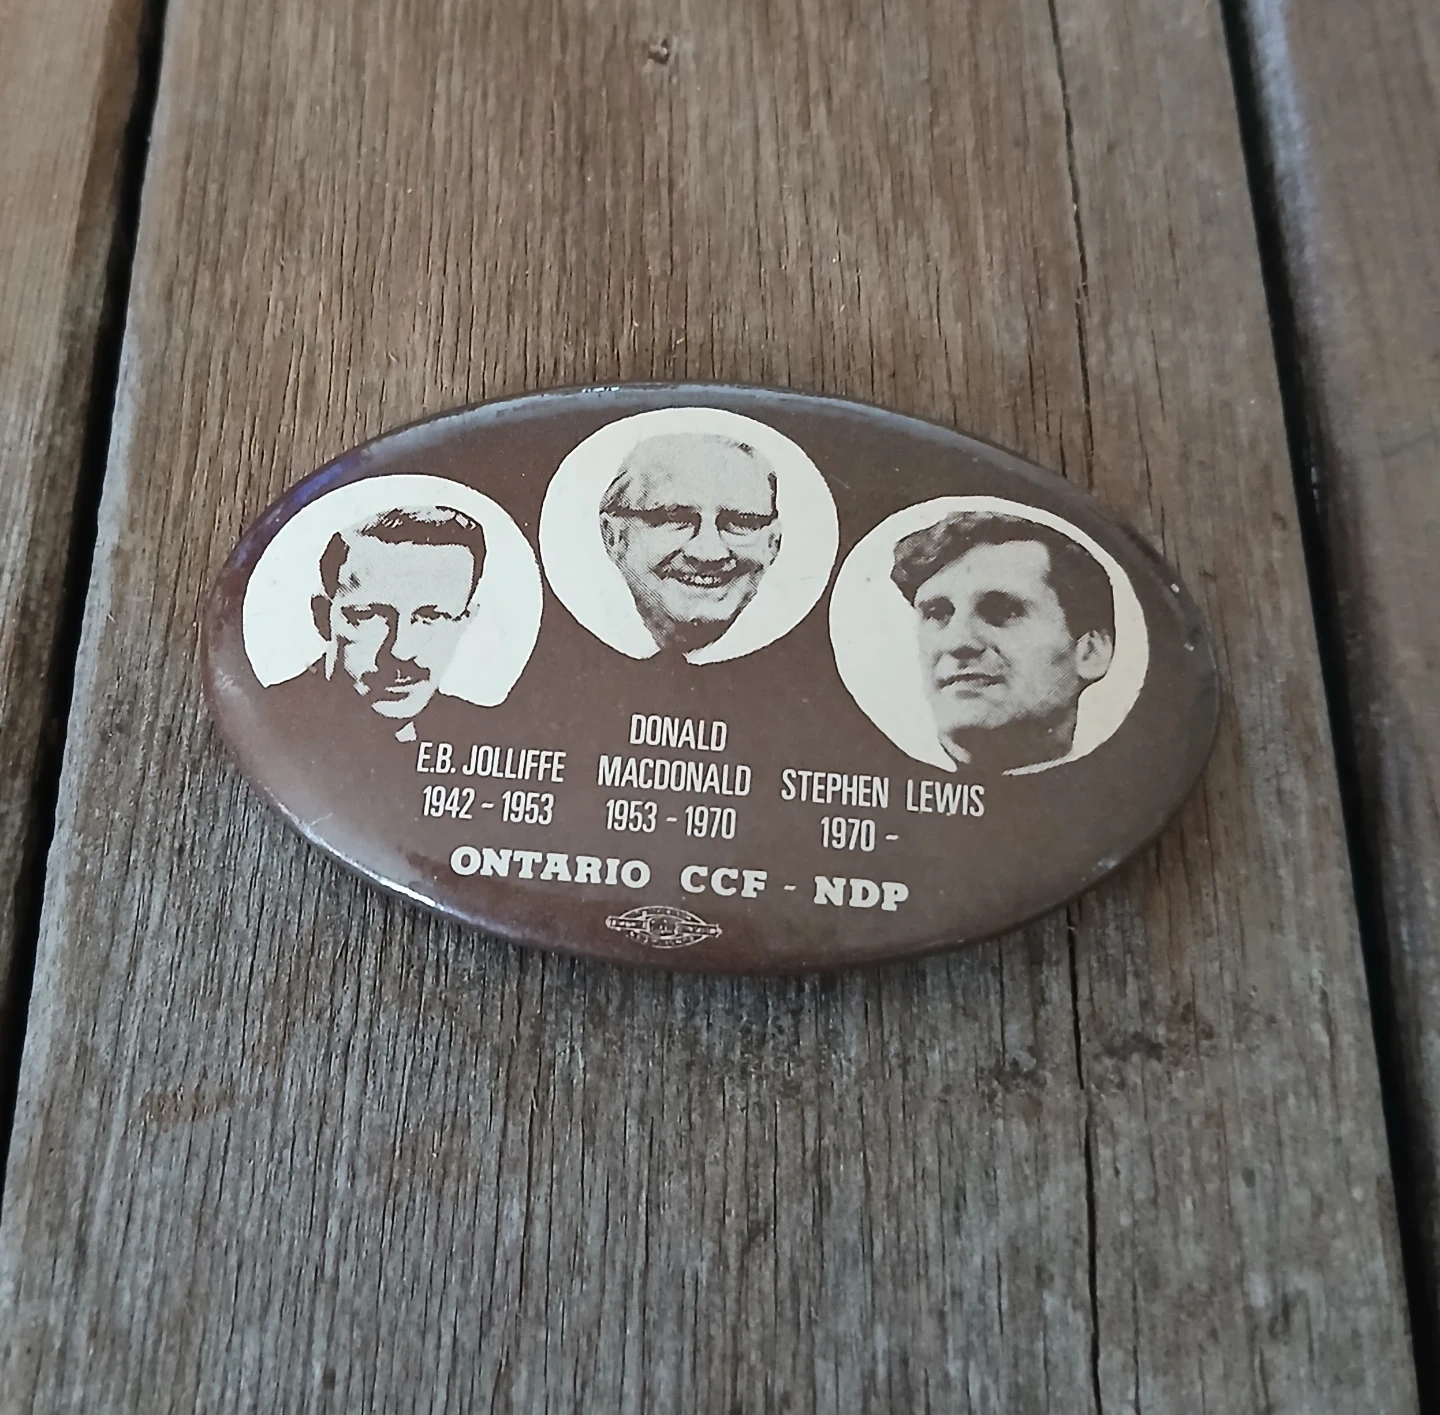 E.B. JOLLIFFE
1942 - 1953
DONALD
MACDONALD
1953 - 1970
STEPHEN LEWIS
1970 -
ONTARIO CCF - NDP